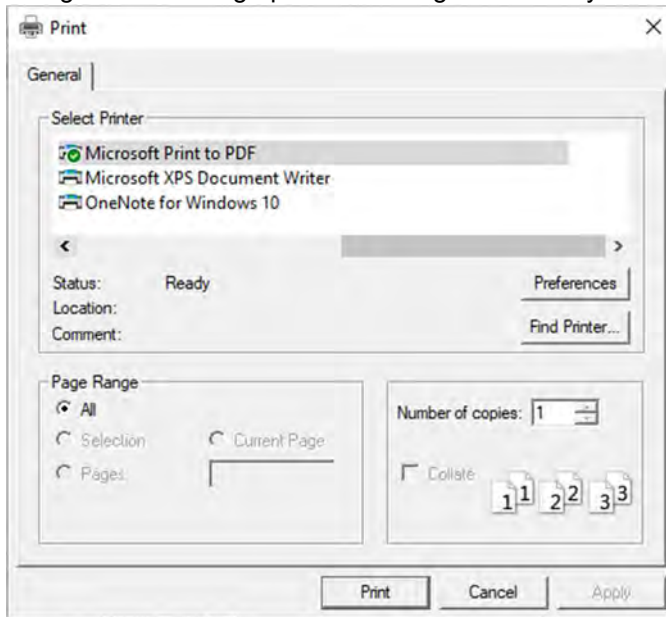 Print
General
Select Printer
Microsoft Print to PDF
Microsoft XPS Document Writer
OneNote for Windows 10
Status: Ready
Preferences
Location:
Find Printer...
Comment:
Page Range
All
Selection Current Page
Pages:
Number of copies: 1
Collate
1 1 2 2 3 3
Print Cancel Apply